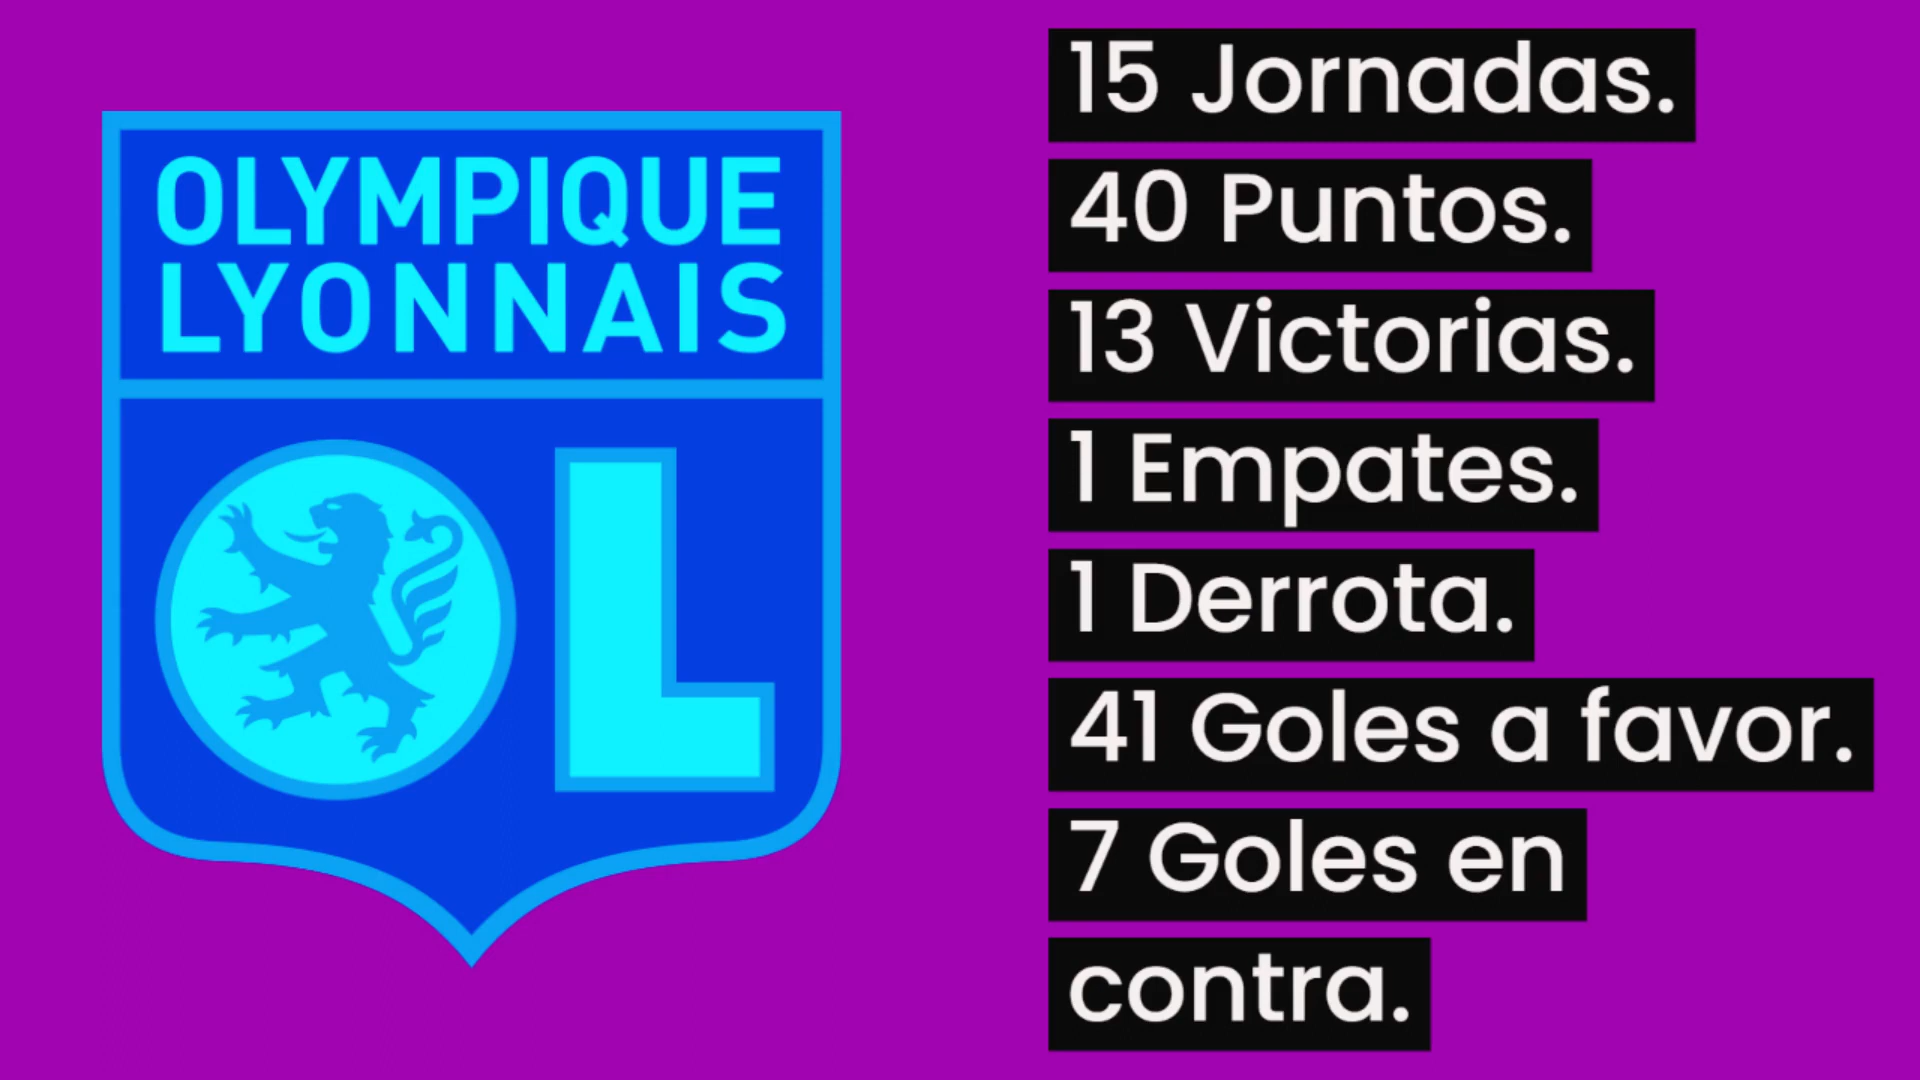 OLYMPIQUE
LYONNAIS
OL
15 Jornadas.
40 Puntos.
13 Victorias.
1 Empates.
1 Derrota.
41 Goles a favor.
7 Goles en
contra.